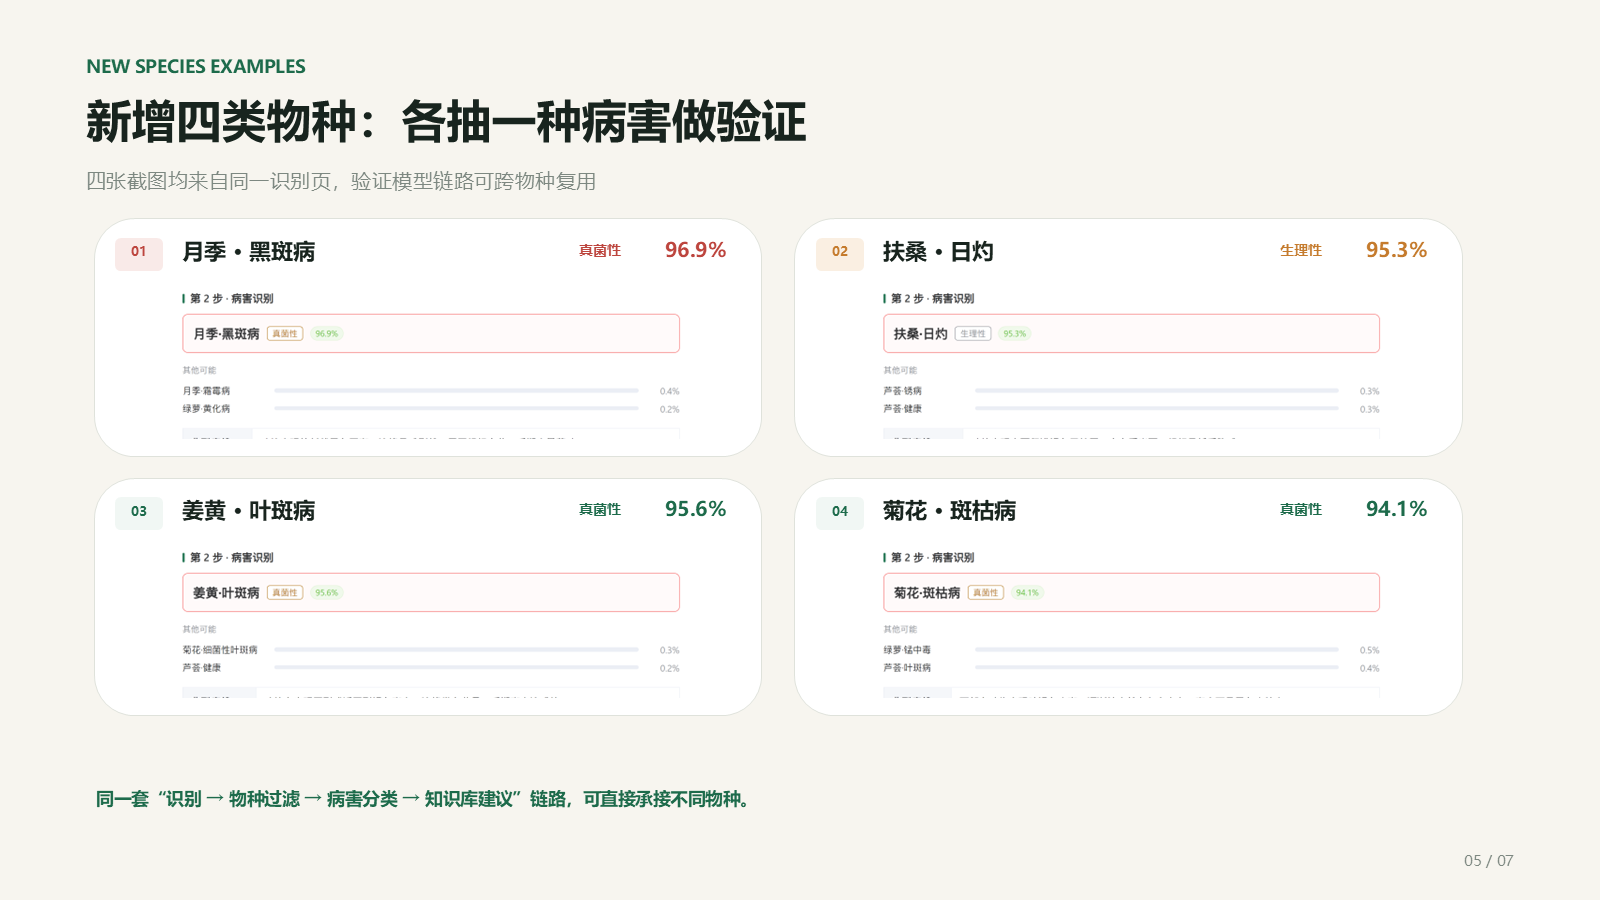 NEW SPECIES EXAMPLES
新增四类物种：各抽一种病害做验证
四张截图均来自同一识别页，验证模型链路可跨物种复用
01 月季 • 黑斑病 真菌性 96.9%
第 2 步 · 病害识别
月季·黑斑病 真菌性 96.9%
其他可能
月季·霜霉病 0.4%
绿萝·黄化病 0.2%
02 扶桑 • 日灼 生理性 95.3%
第 2 步 · 病害识别
扶桑·日灼 生理性 95.3%
其他可能
芦荟·锈病 0.3%
芦荟·健康 0.3%
03 姜黄 • 叶斑病 真菌性 95.6%
第 2 步 · 病害识别
姜黄·叶斑病 真菌性 95.6%
其他可能
菊花·细菌性叶斑病 0.3%
芦荟·健康 0.2%
04 菊花 • 斑枯病 真菌性 94.1%
第 2 步 · 病害识别
菊花·斑枯病 真菌性 94.1%
其他可能
绿萝·锰中毒 0.5%
芦荟·叶斑病 0.4%
同一套“识别 → 物种过滤 → 病害分类 → 知识库建议”链路，可直接承接不同物种。
05 / 07